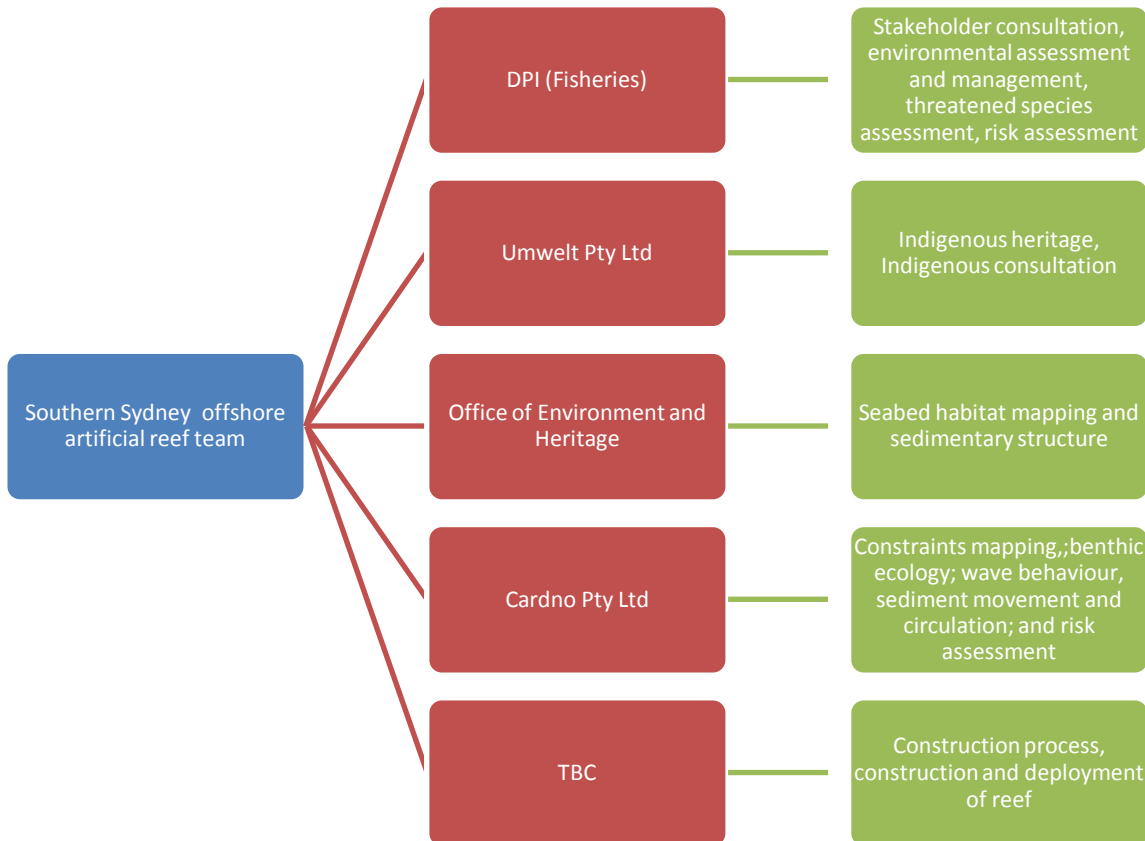 Southern Sydney offshore
artificial reef team
DPI (Fisheries)
Stakeholder consultation,
environmental assessment
and management,
threatened species
assessment, risk assessment
Umwelt Pty Ltd
Indigenous heritage,
Indigenous consultation
Office of Environment and
Heritage
Seabed habitat mapping and
sedimentary structure
Cardno Pty Ltd
Constraints mapping,;benthic
ecology; wave behaviour,
sediment movement and
circulation; and risk
assessment
TBC
Construction process,
construction and deployment
of reef